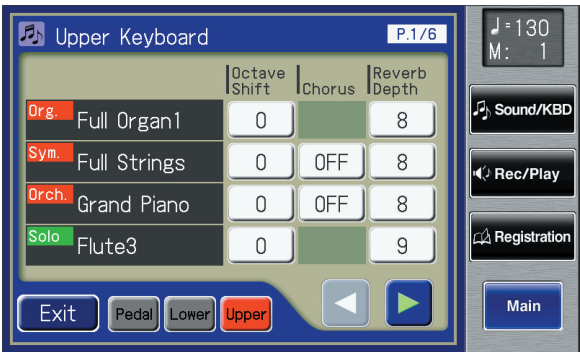 Upper Keyboard P.1/6
Octave Shift Chorus Reverb Depth
Org. Full Organ1 0 8
Sym. Full Strings 0 OFF 8
Orch. Grand Piano 0 OFF 8
Solo Flute3 0 9
Exit Pedal Lower Upper
♩=130
M: 1
Sound/KBD
Rec/Play
Registration
Main